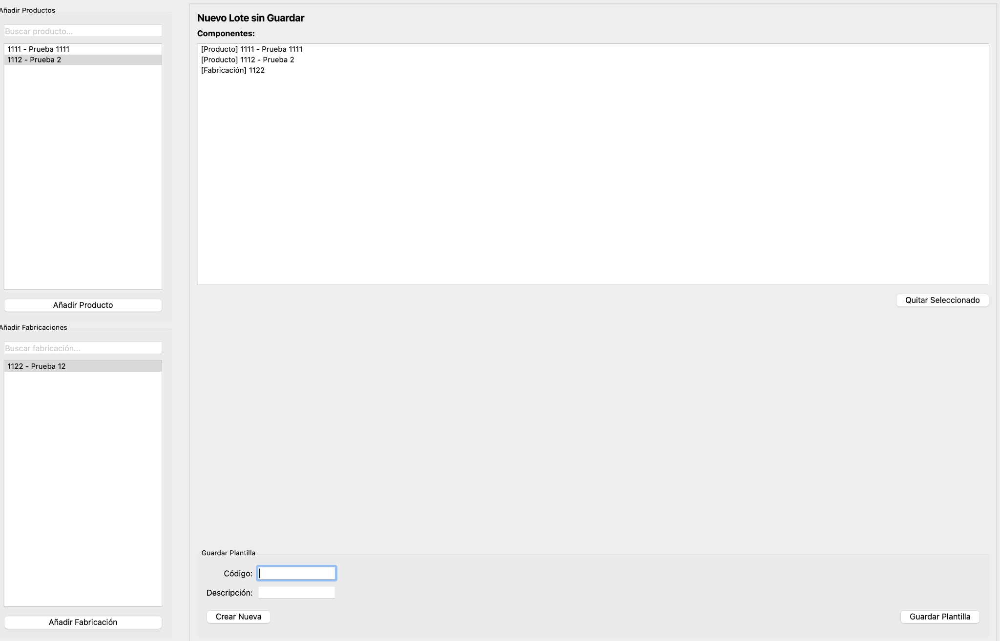 Añadir Productos
Buscar producto...
1111 - Prueba 1111
1112 - Prueba 2
Añadir Producto
Añadir Fabricaciones
Buscar fabricación...
1122 - Prueba 12
Añadir Fabricación
Nuevo Lote sin Guardar
Componentes:
[Producto] 1111 - Prueba 1111
[Producto] 1112 - Prueba 2
[Fabricación] 1122
Quitar Seleccionado
Guardar Plantilla
Código:
Descripción:
Crear Nueva
Guardar Plantilla